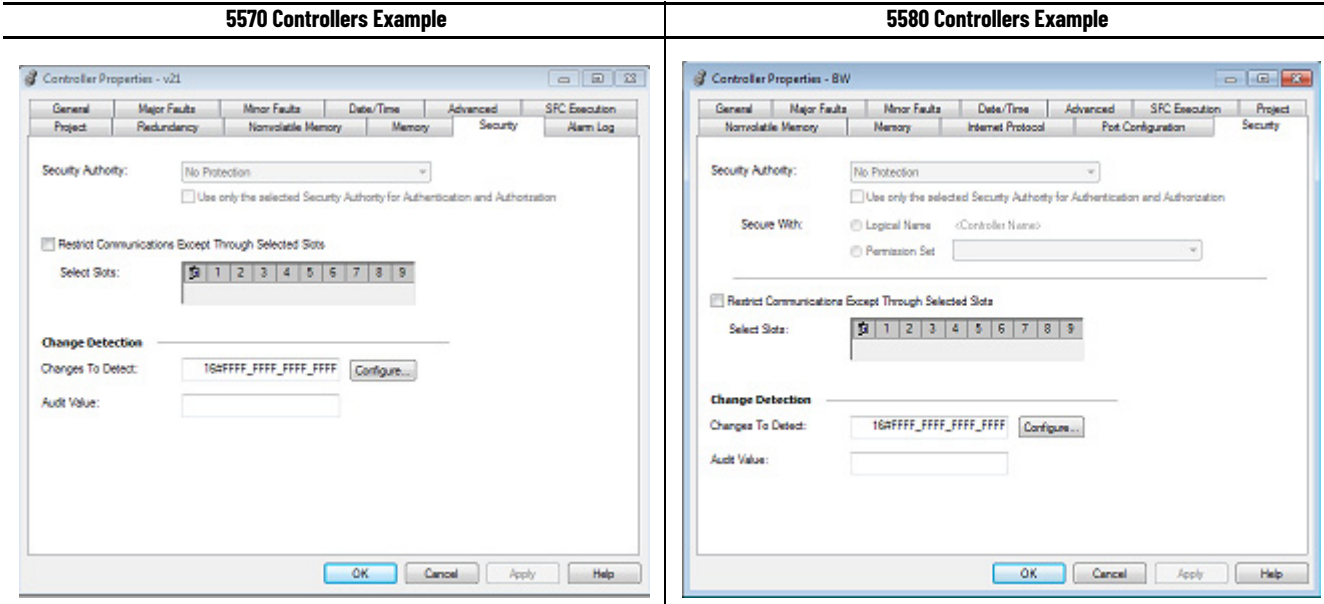 5570 Controllers Example
Controller Properties - v21
General Major Faults Minor Faults Date/Time Advanced SFC Execution
Project Redundancy Nonvolatile Memory Memory Security Alarm Log
Security Authority: No Protection
Use only the selected Security Authority for Authentication and Authorization
Restrict Communications Except Through Selected Slots
Select Slots: 1 2 3 4 5 6 7 8 9
Change Detection
Changes To Detect: 16#FFFF_FFFF_FFFF_FFFF Configure...
Audit Value:
OK Cancel Apply Help
5580 Controllers Example
Controller Properties - BW
General Major Faults Minor Faults Date/Time Advanced SFC Execution Project
Nonvolatile Memory Memory Internet Protocol Port Configuration Security
Security Authority: No Protection
Use only the selected Security Authority for Authentication and Authorization
Secure With: Logical Name <Controller Name>
Permission Set
Restrict Communications Except Through Selected Slots
Select Slots: 1 2 3 4 5 6 7 8 9
Change Detection
Changes To Detect: 16#FFFF_FFFF_FFFF_FFFF Configure...
Audit Value:
OK Cancel Apply Help